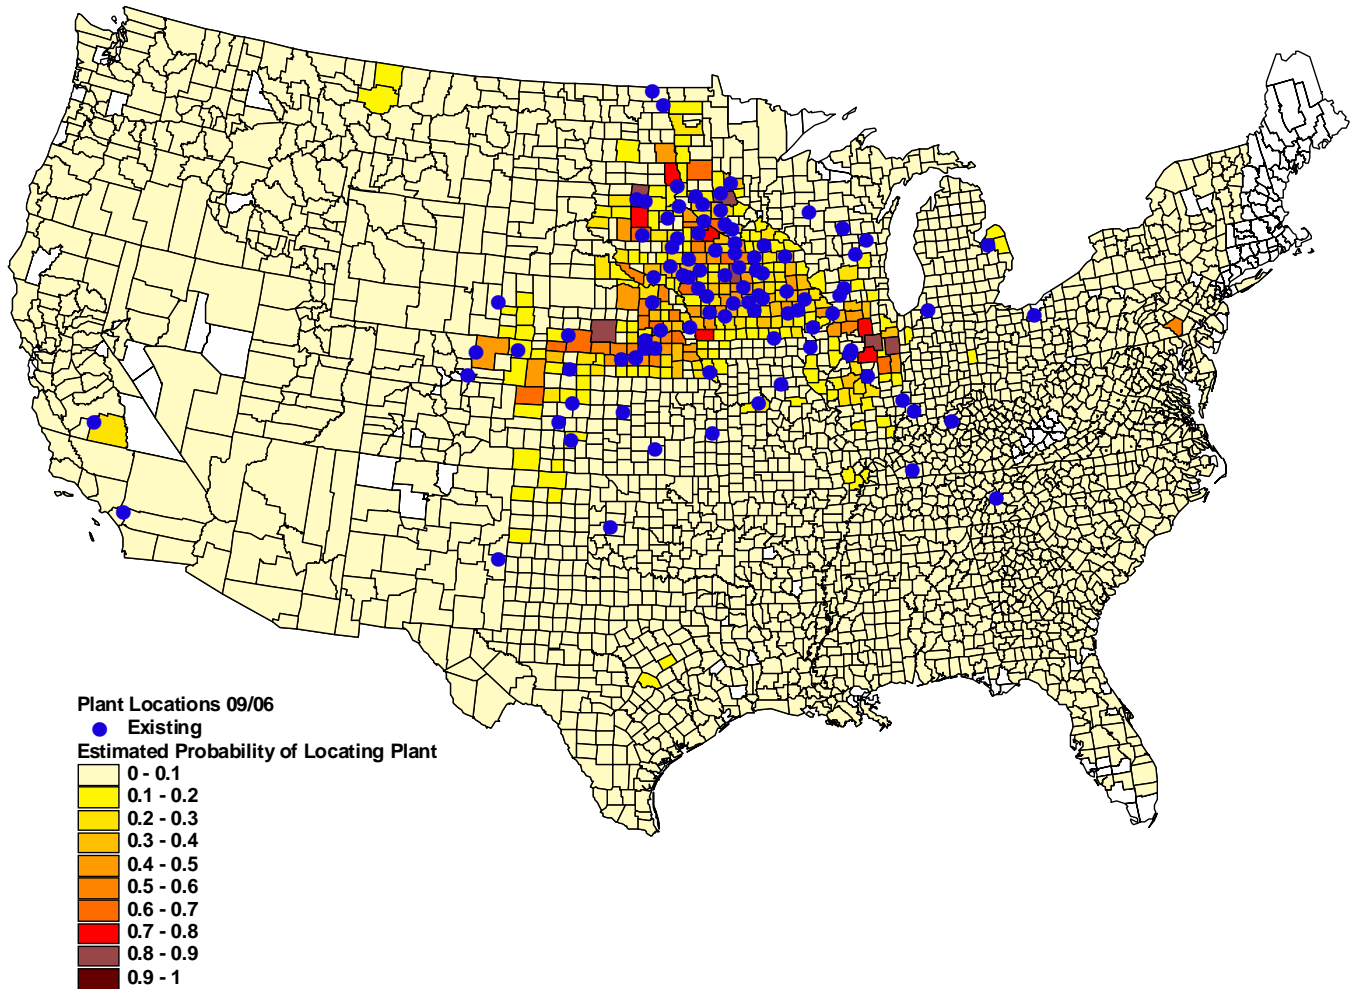 Plant Locations 09/06
Existing
Estimated Probability of Locating Plant
0 - 0.1
0.1 - 0.2
0.2 - 0.3
0.3 - 0.4
0.4 - 0.5
0.5 - 0.6
0.6 - 0.7
0.7 - 0.8
0.8 - 0.9
0.9 - 1